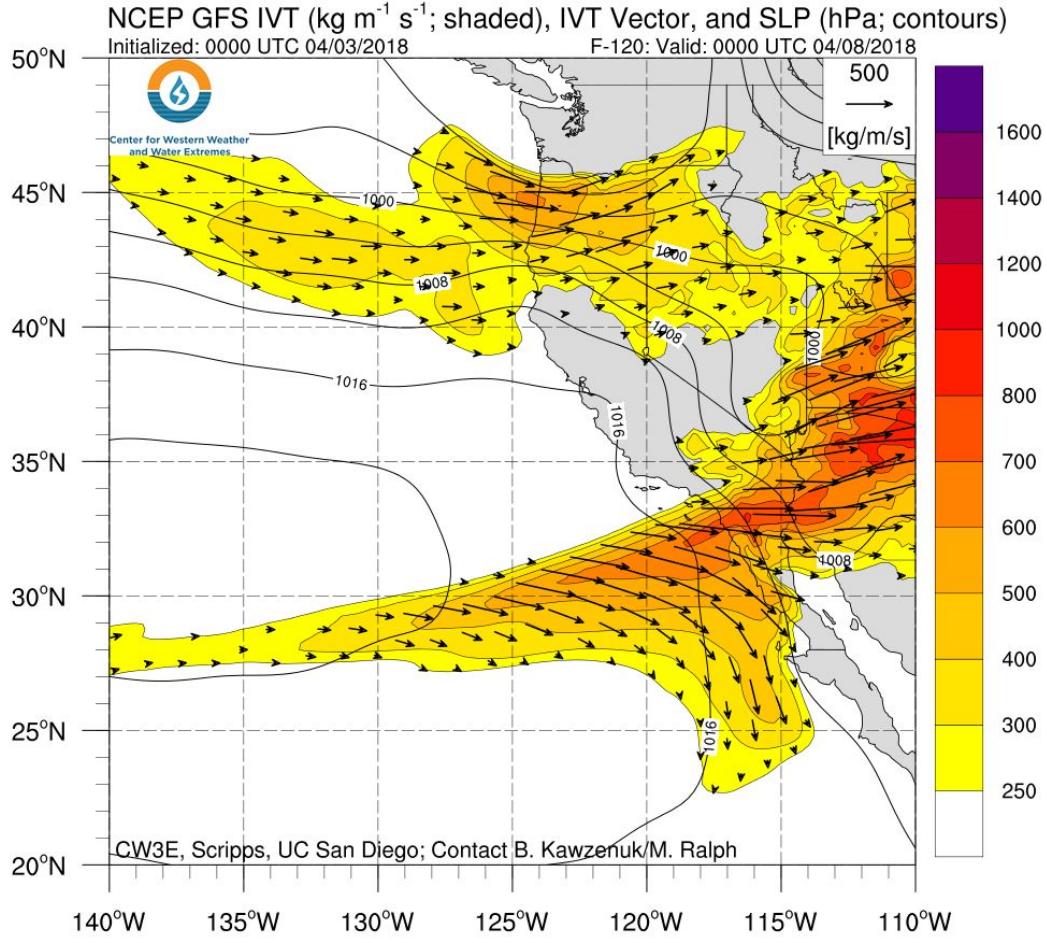 NCEP GFS IVT (kg m⁻¹ s⁻¹; shaded), IVT Vector, and SLP (hPa; contours)
Initialized: 0000 UTC 04/03/2018 F-120: Valid: 0000 UTC 04/08/2018
50°N
500
[kg/m/s]
Center for Western Weather
and Water Extremes
1600
1400
1200
1000
800
700
600
500
400
300
250
45°N
1000
1000
1008
40°N
1008
1000
1016
1016
35°N
1008
30°N
25°N
1016
20°N
CW3E, Scripps, UC San Diego; Contact B. Kawzenuk/M. Ralph
140°W 135°W 130°W 125°W 120°W 115°W 110°W